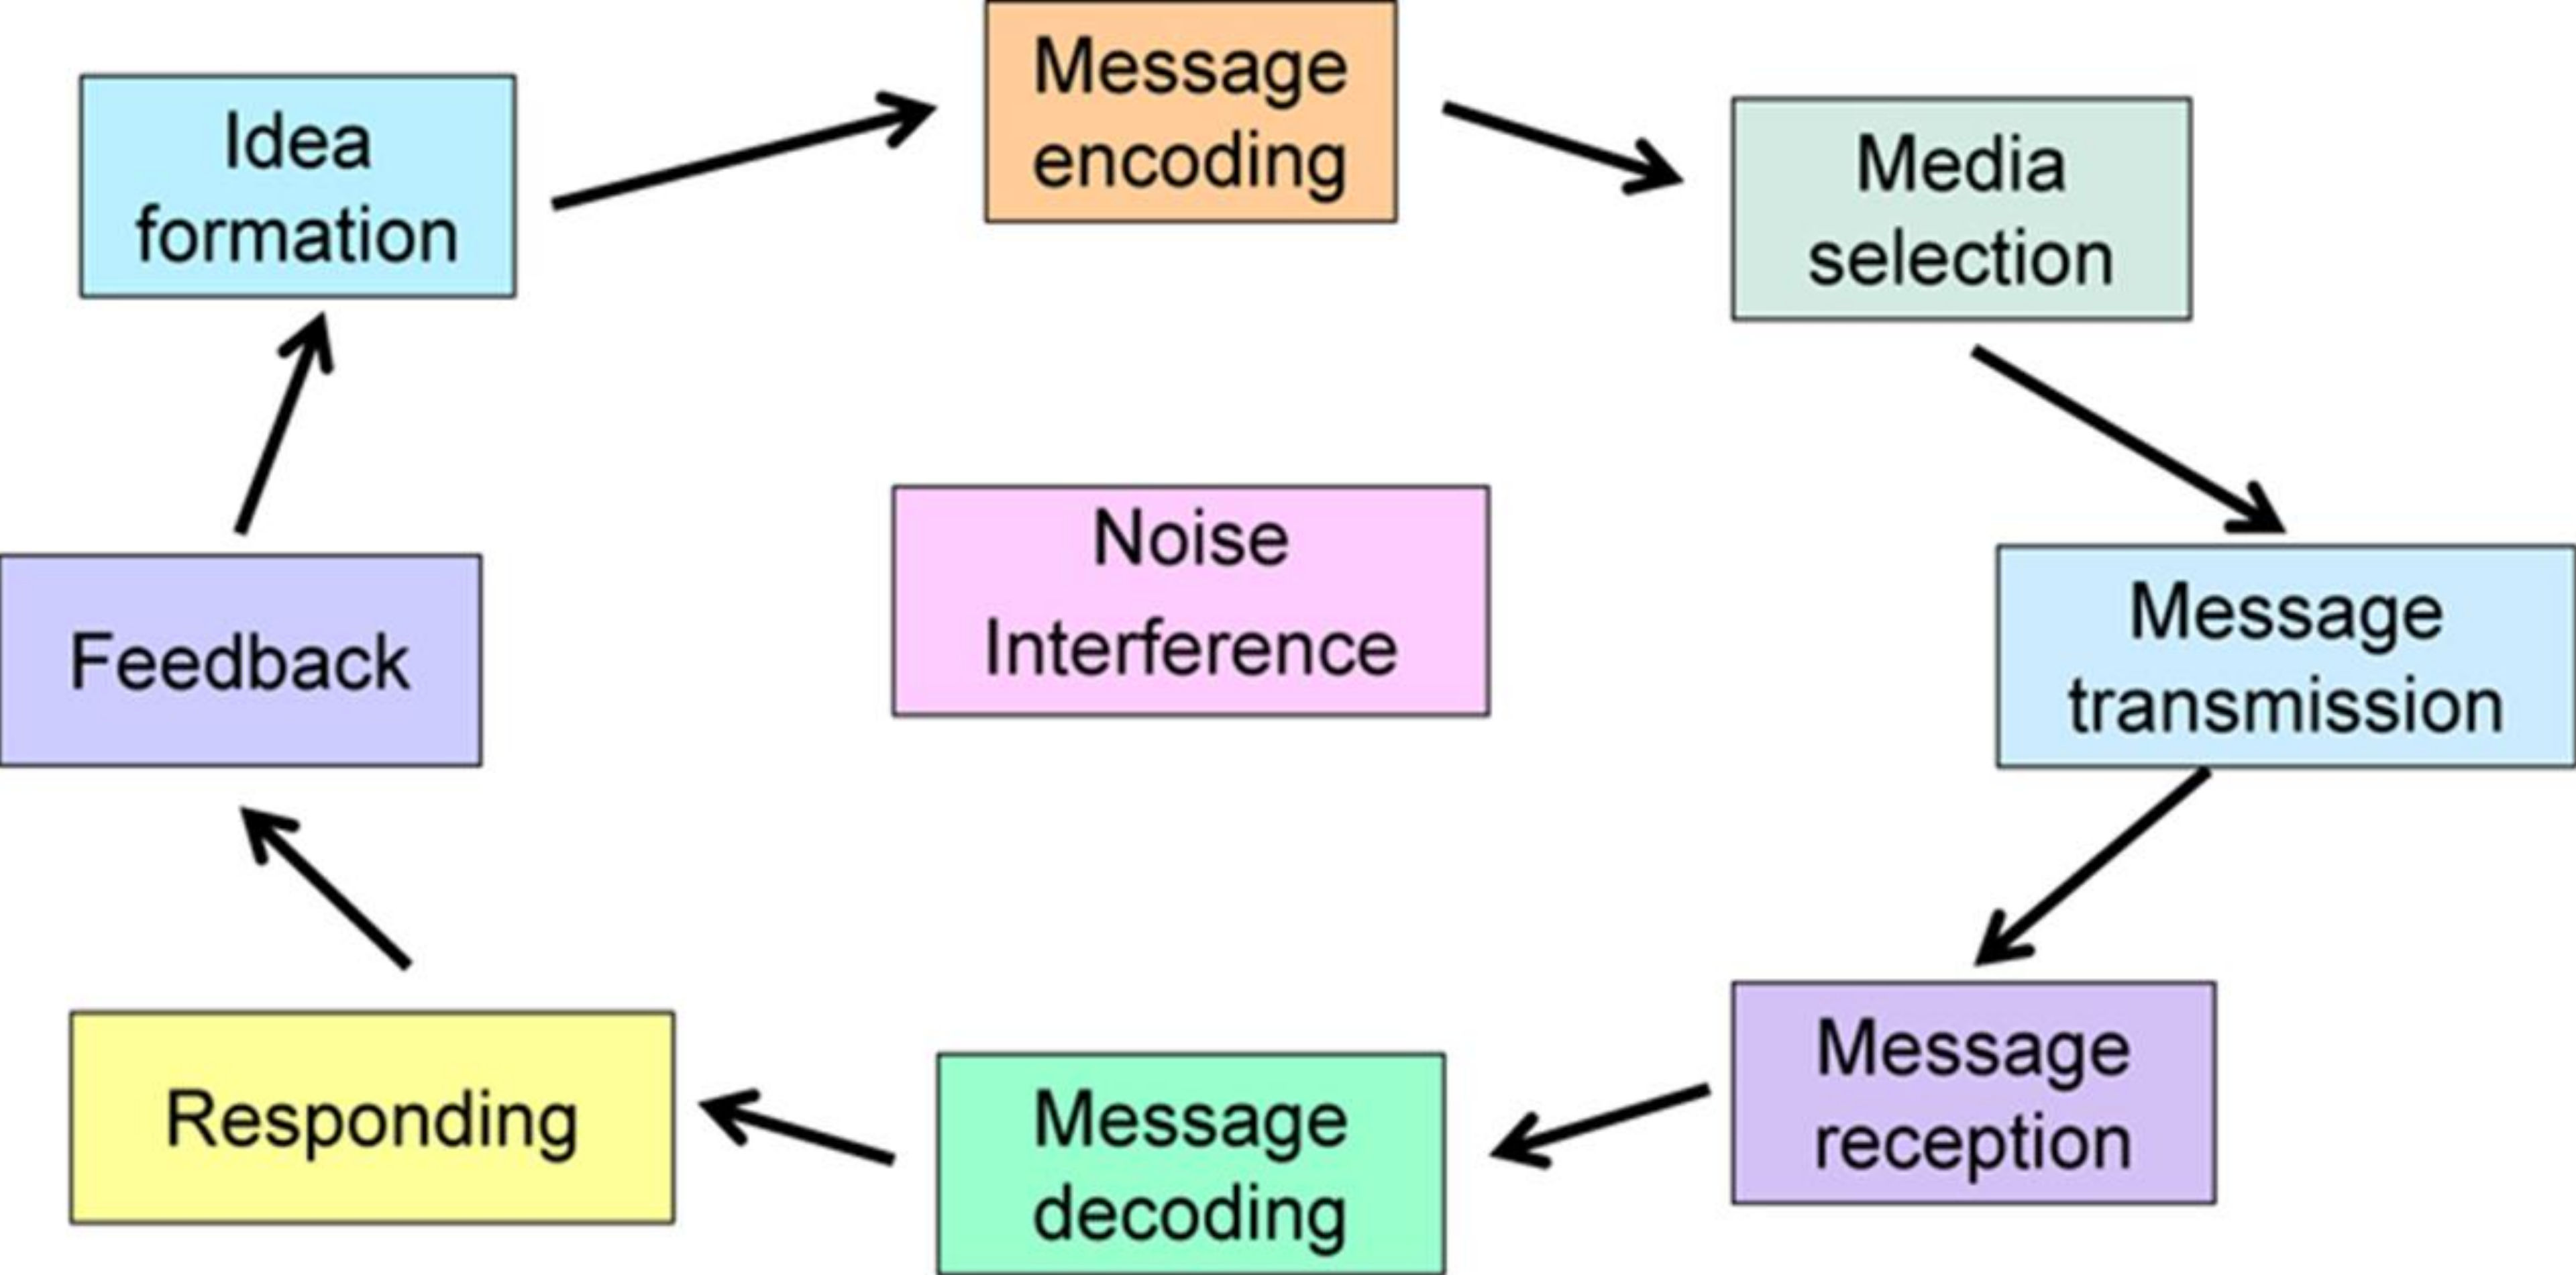 Idea
formation
Message
encoding
Media
selection
Message
transmission
Message
reception
Message
decoding
Responding
Feedback
Noise
Interference